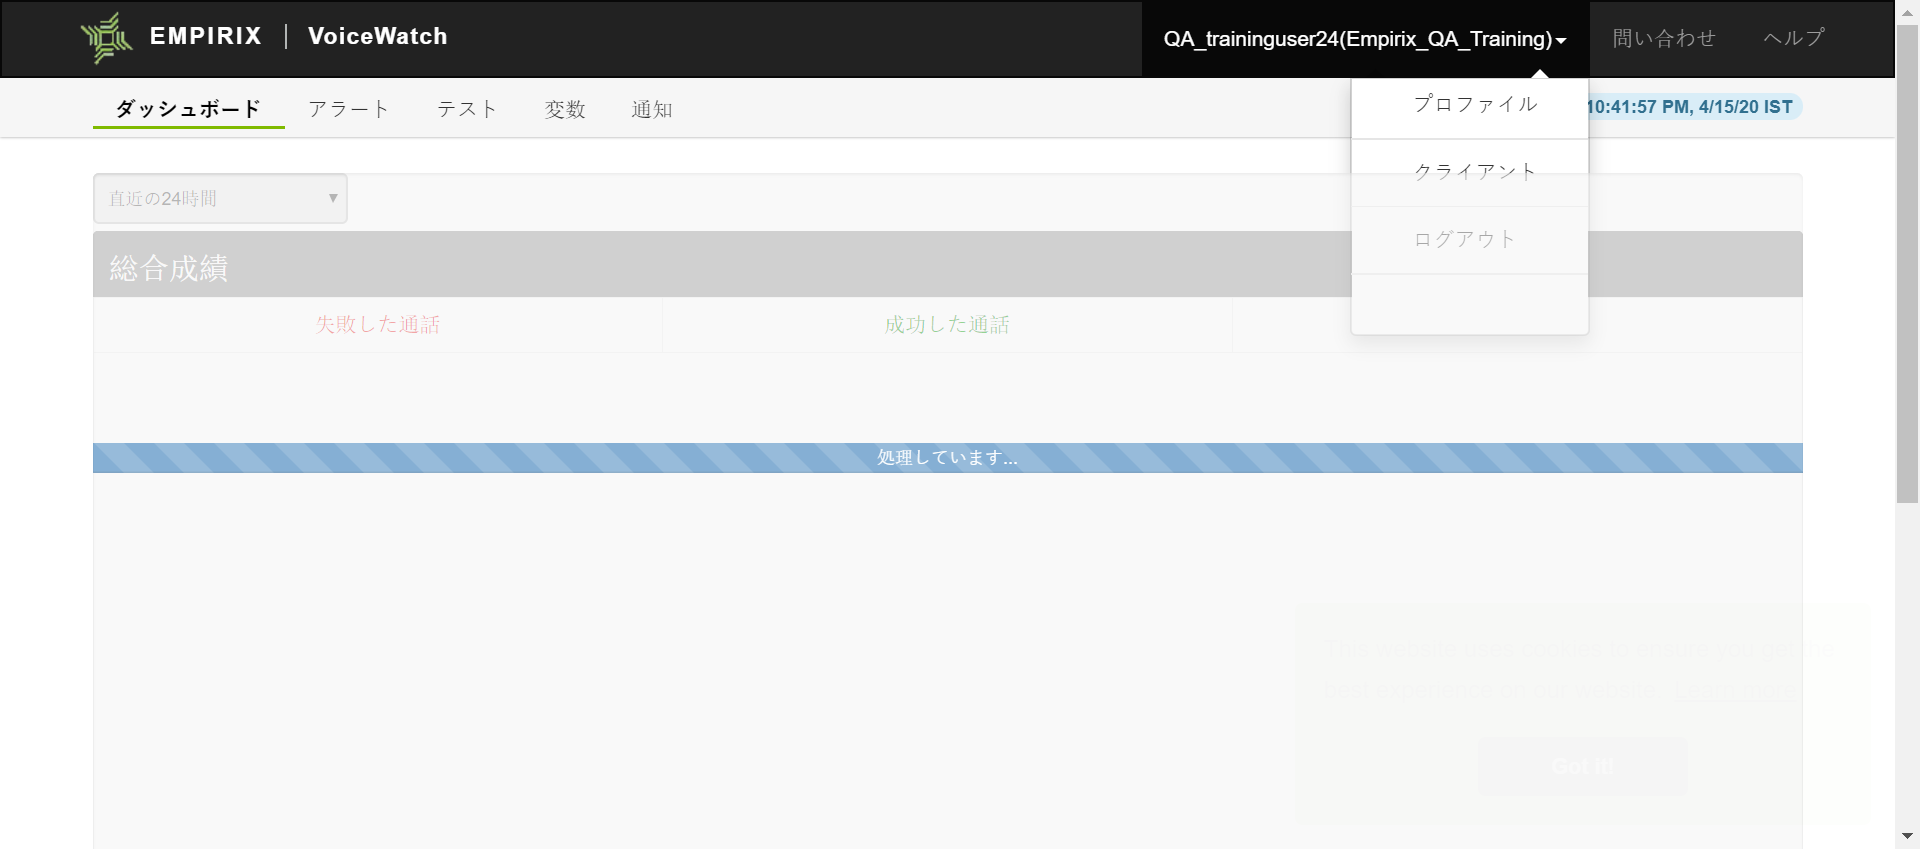 EMPIRIX | VoiceWatch
QA_traininguser24(Empirix_QA_Training)
問い合わせ
ヘルプ
ダッシュボード
アラート
テスト
変数
通知
10:41:57 PM, 4/15/20 IST
プロファイル
クライアント
ログアウト
直近の24時間
総合成績
失敗した通話
成功した通話
処理しています...
Got it!